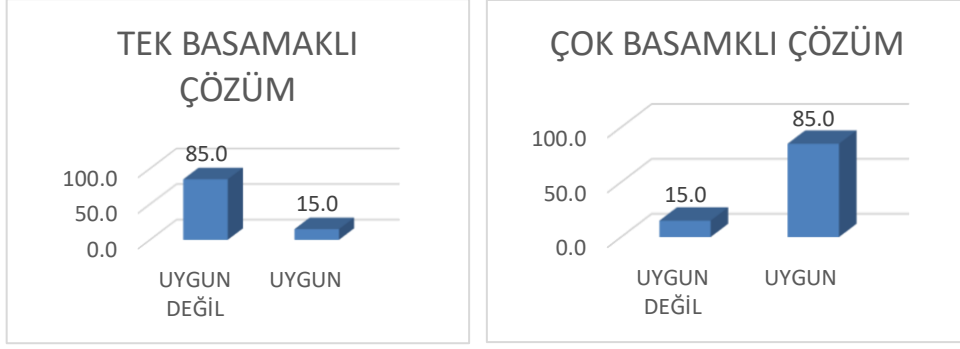 TEK BASAMAKLI
ÇÖZÜM
85.0
15.0
100.0
50.0
0.0
UYGUN
DEĞİL
UYGUN
ÇOK BASAMKLI ÇÖZÜM
85.0
15.0
100.0
50.0
0.0
UYGUN
DEĞİL
UYGUN